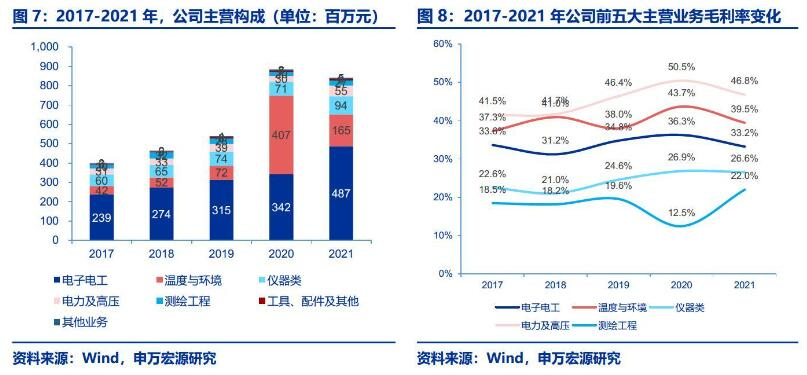 图 7：2017-2021 年，公司主营构成（单位：百万元）
1,000
900
800
700
600
500
400
300
200
100
0
239
42
60
31
274
52
65
33
315
72
74
39
342
407
71
30
487
165
94
55
2017
2018
2019
2020
2021
电子电工
温度与环境
仪器类
电力及高压
测绘工程
工具、配件及其他
其他业务
资料来源：Wind，申万宏源研究
图 8：2017-2021 年公司前五大主营业务毛利率变化
60%
50%
40%
30%
20%
10%
0%
41.5% 41.7% 46.4% 50.5% 46.8%
37.3% 41.0% 38.0% 43.7% 39.5%
33.6% 31.2% 34.8% 36.3% 33.2%
22.6% 21.0% 24.6% 26.9% 26.6%
18.5% 18.2% 19.6% 12.5% 22.0%
2017
2018
2019
2020
2021
电子电工
温度与环境
仪器类
电力及高压
测绘工程
资料来源：Wind，申万宏源研究